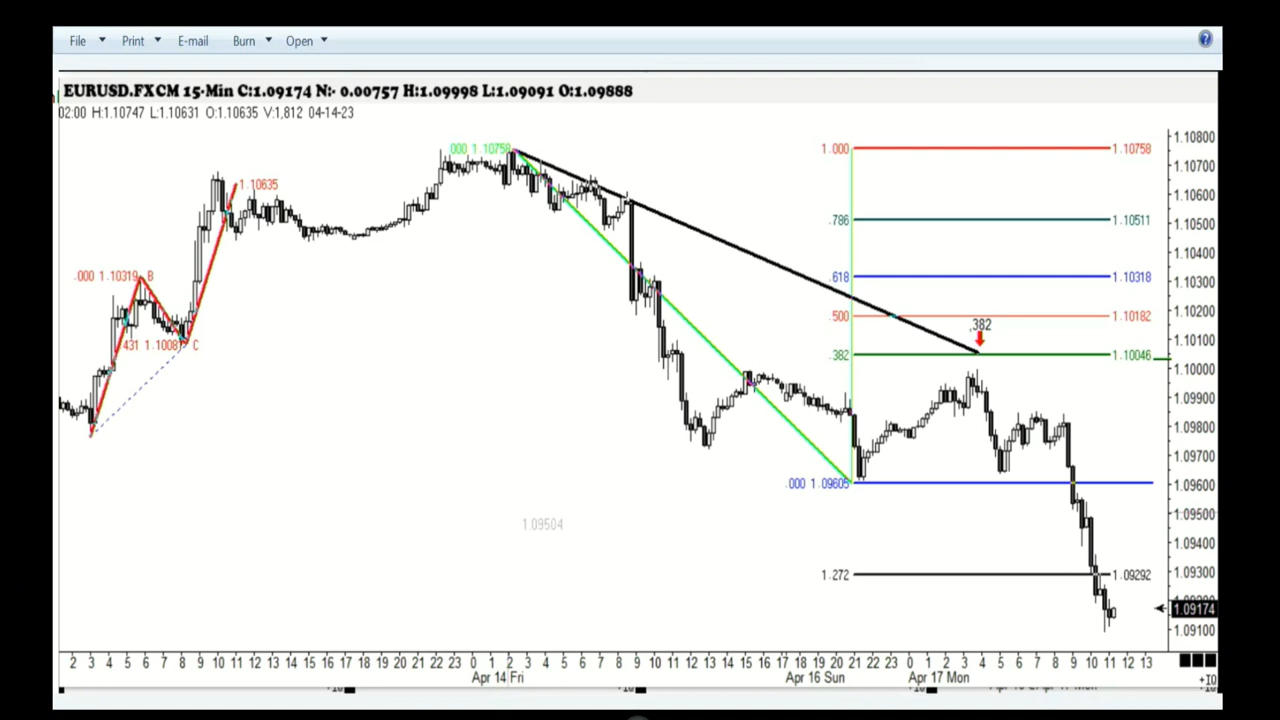 File Print E-mail Burn Open ?
EURUSD.FXCM 15-Min C:1.09174 N:- 0.00757 H:1.09998 L:1.09091 O:1.09888
02:00 H:1.10747 L:1.10631 O:1.10635 V:1,812 04-14-23
1.10800
.000 1.10758 1.000 1.10758
1.10700
1.10635
1.10600
.786 1.10511
1.10500
1.10400
.000 1.10319 B .618 1.10318
1.10300
1.10200
.500 1.10182
.382
1.10100
431 1.1008 C .382 1.10046
1.10000
1.09900
1.09800
1.09700
.000 1.09605 1.09600
1.09504 1.09500
1.09400
1.272 1.09292 1.09300
1.09174
1.09100
2 3 4 5 6 7 8 9 10 11 12 13 14 15 16 17 18 19 20 22 23 0 1 2 4 5 6 7 8 9 10 11 12 13 14 15 16 17 18 19 20 21 22 23 0 1 2 3 4 5 6 7 8 9 10 11 12 13
Apr 14 Fri Apr 16 Sun Apr 17 Mon
+10